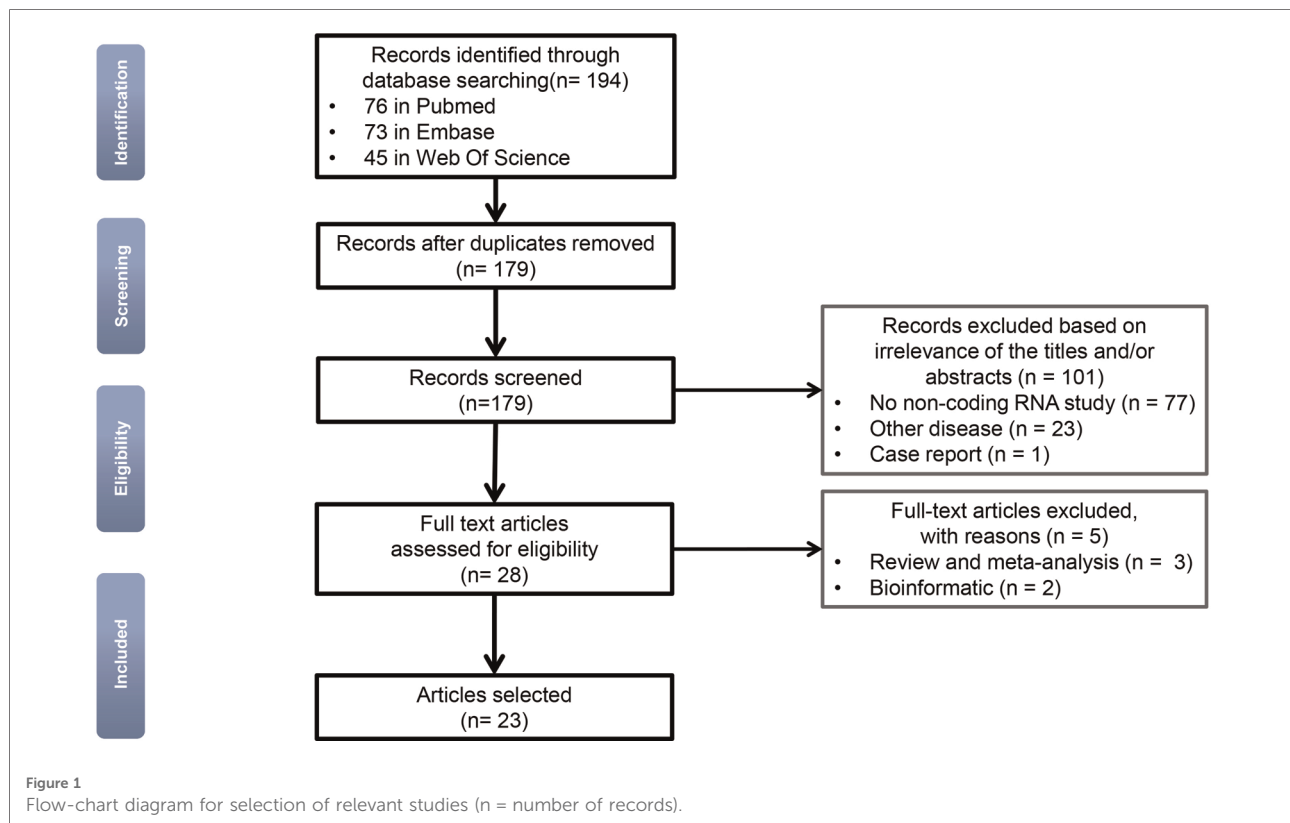 Identification
Records identified through
database searching(n= 194)
• 76 in Pubmed
• 73 in Embase
• 45 in Web Of Science
Screening
Records after duplicates removed
(n= 179)
Records screened
(n=179)
Records excluded based on
irrelevance of the titles and/or
abstracts (n = 101)
• No non-coding RNA study (n = 77)
• Other disease (n = 23)
• Case report (n = 1)
Eligibility
Full text articles
assessed for eligibility
(n= 28)
Full-text articles excluded,
with reasons (n = 5)
• Review and meta-analysis (n = 3)
• Bioinformatic (n = 2)
Included
Articles selected
(n= 23)
Figure 1
Flow-chart diagram for selection of relevant studies (n = number of records).